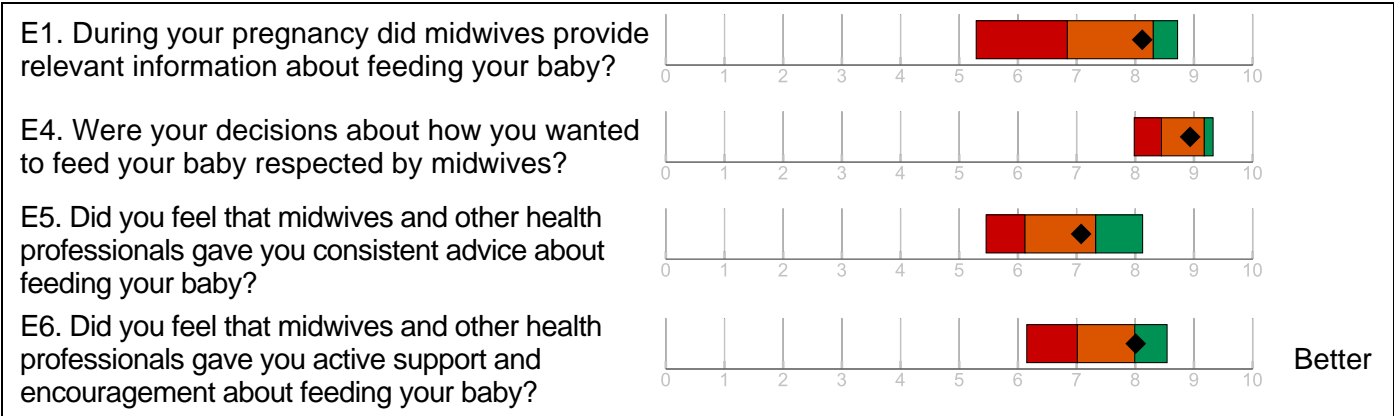 E1. During your pregnancy did midwives provide
relevant information about feeding your baby?
0 1 2 3 4 5 6 7 8 9 10
E4. Were your decisions about how you wanted
to feed your baby respected by midwives?
0 1 2 3 4 5 6 7 8 9 10
E5. Did you feel that midwives and other health
professionals gave you consistent advice about
feeding your baby?
0 1 2 3 4 5 6 7 8 9 10
E6. Did you feel that midwives and other health
professionals gave you active support and
encouragement about feeding your baby?
0 1 2 3 4 5 6 7 8 9 10
Better